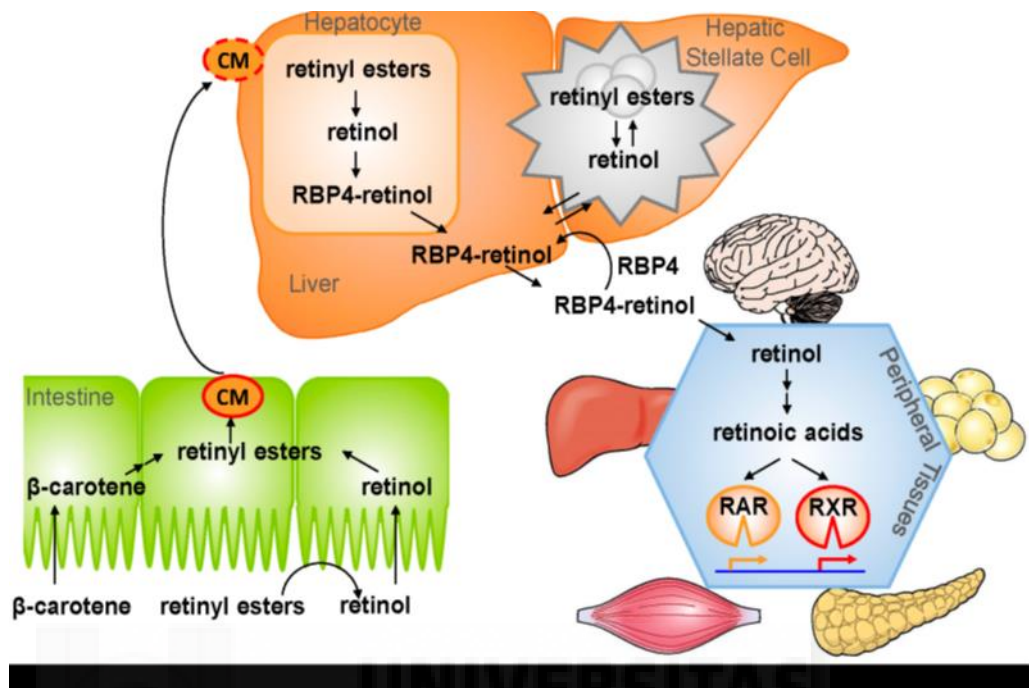 Hepatocyte
CM
retinyl esters
retinol
RBP4-retinol
Hepatic
Stellate Cell
retinyl esters
retinol
RBP4-retinol
Liver
RBP4
RBP4-retinol
Intestine
CM
retinyl esters
β-carotene
retinol
β-carotene
retinyl esters
retinol
retinol
retinoic acids
RAR
RXR
Peripheral
Tissues